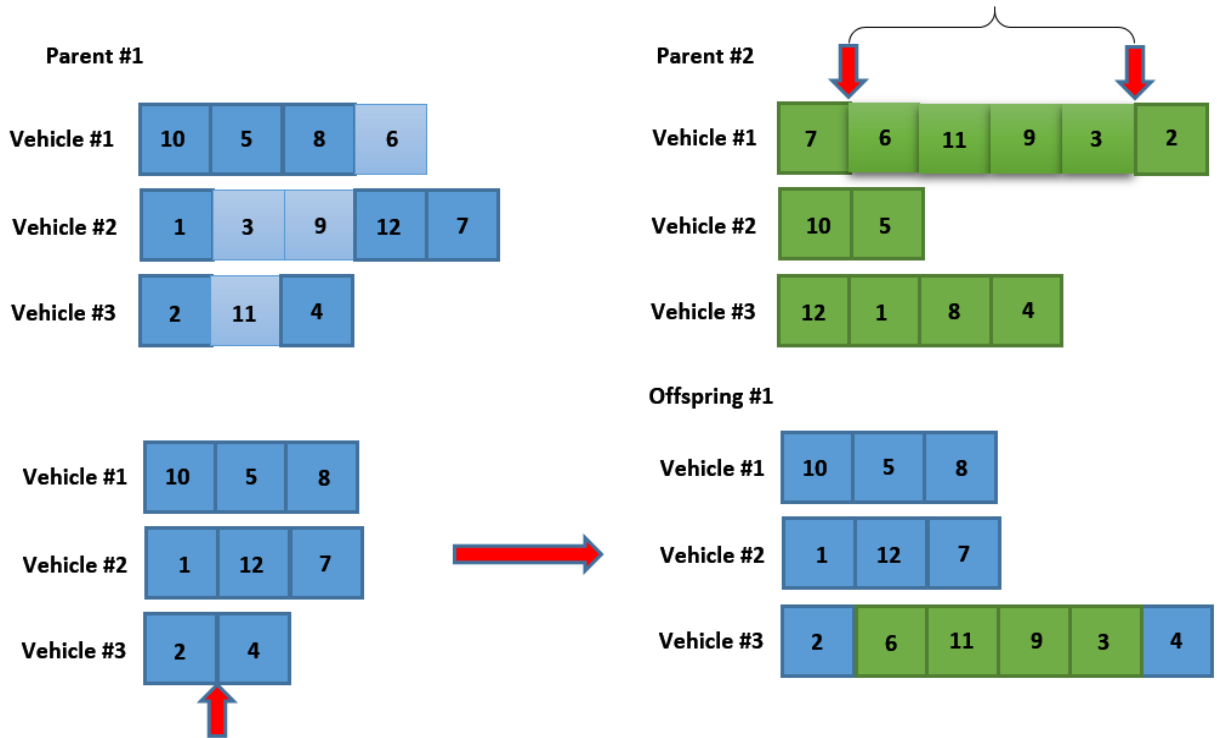 Parent #1
Vehicle #1 10 5 8 6
Vehicle #2 1 3 9 12 7
Vehicle #3 2 11 4
Parent #2
Vehicle #1 7 6 11 9 3 2
Vehicle #2 10 5
Vehicle #3 12 1 8 4
Vehicle #1 10 5 8
Vehicle #2 1 12 7
Vehicle #3 2 4
Offspring #1
Vehicle #1 10 5 8
Vehicle #2 1 12 7
Vehicle #3 2 6 11 9 3 4